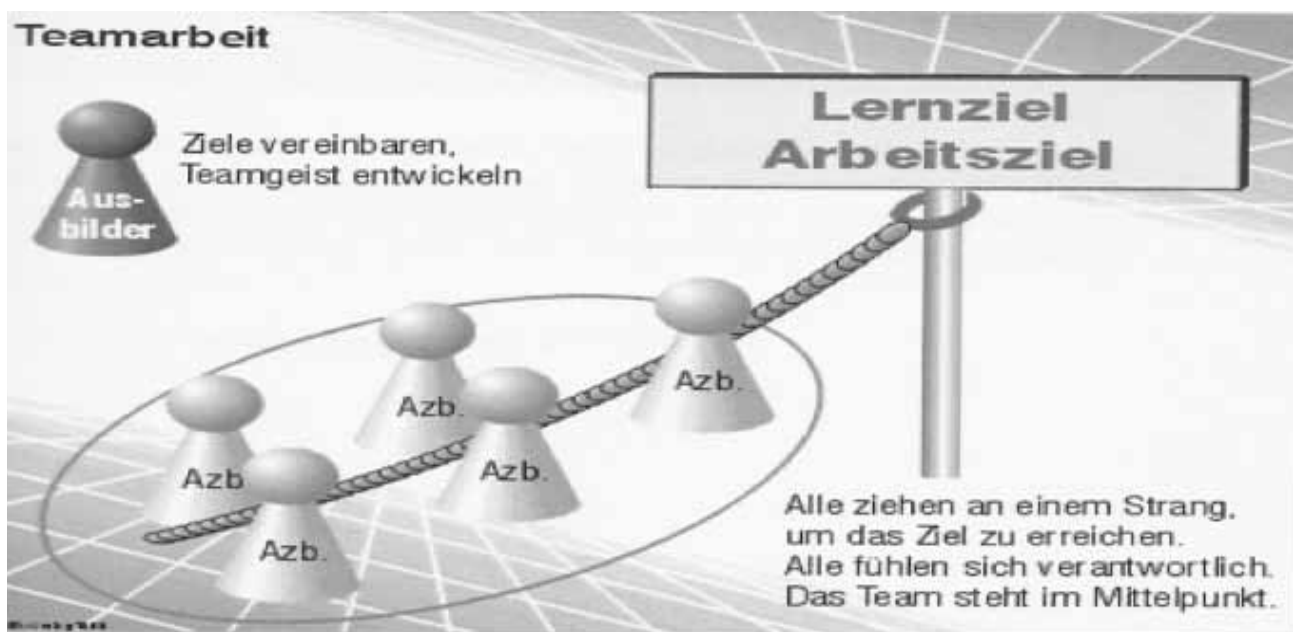 Teamarbeit
Ziele vereinbaren,
Teamgeist entwickeln
Aus-
bilder
Lernziel
Arbeitsziel
Azb.
Azb.
Azb.
Azb
Azb.
Alle ziehen an einem Strang,
um das Ziel zu erreichen.
Alle fühlen sich verantwortlich.
Das Team steht im Mittelpunkt.